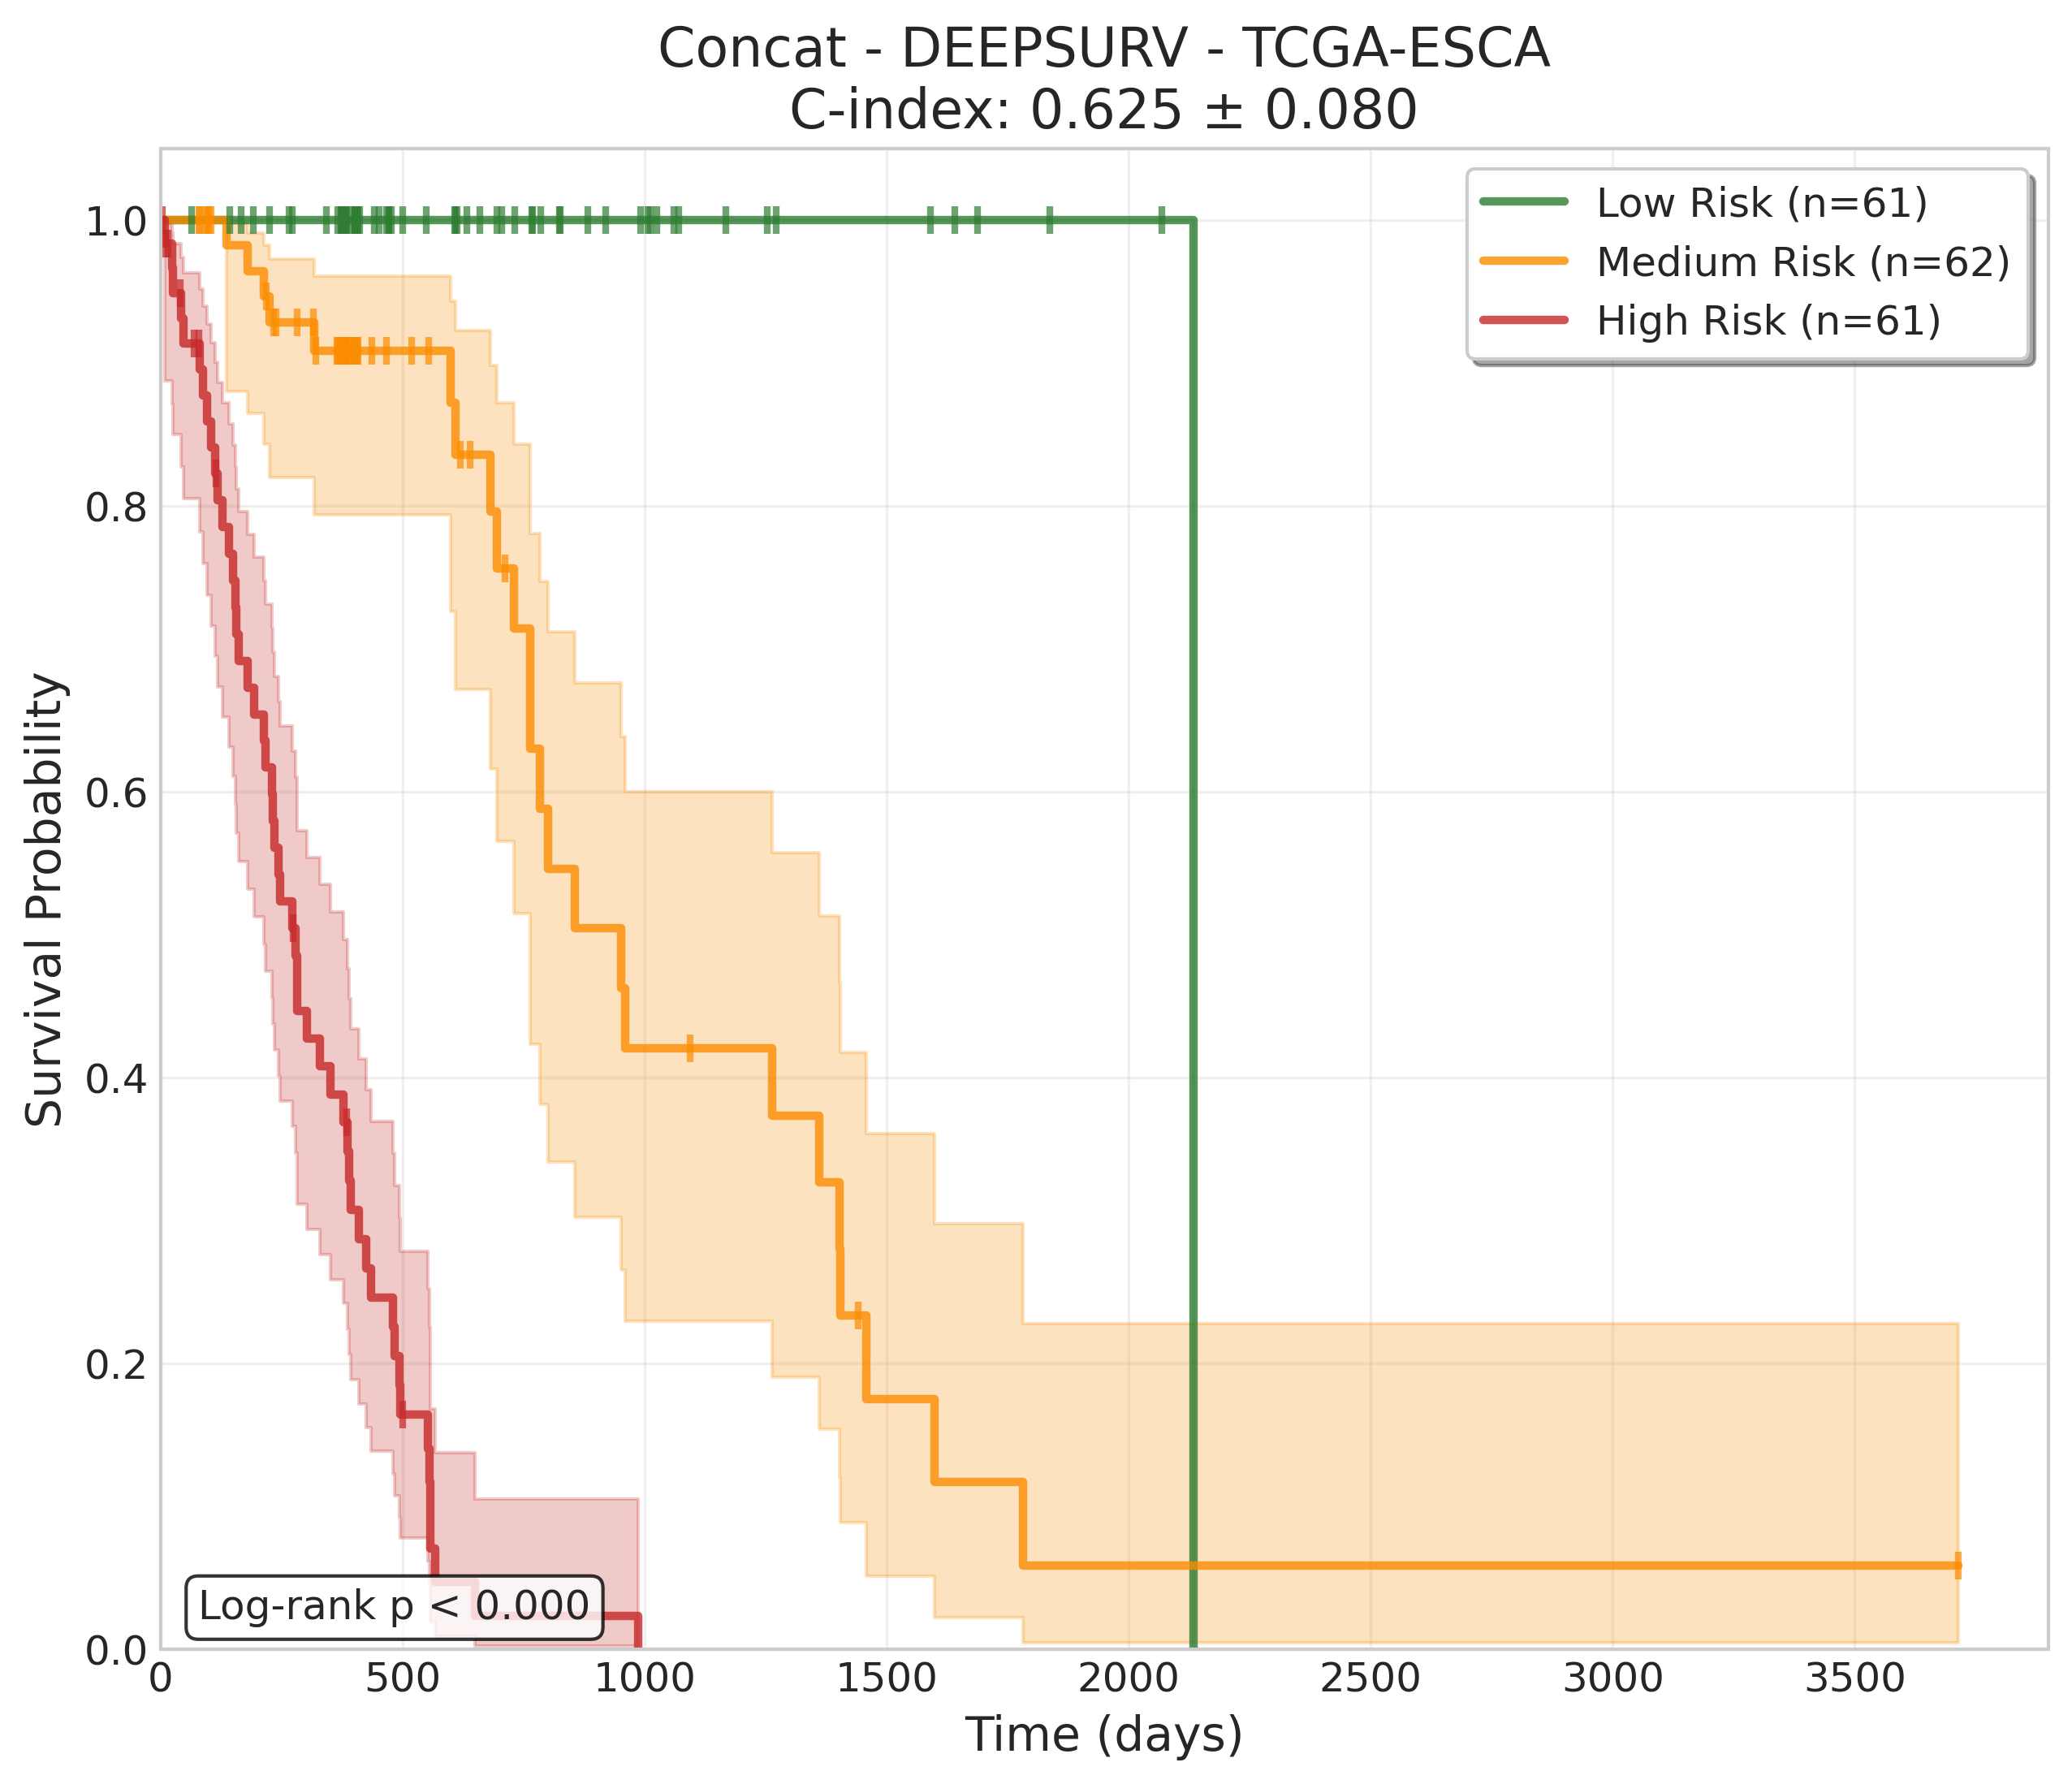 Concat - DEEPSURV - TCGA-ESCA
C-index: 0.625 ± 0.080
Low Risk (n=61)
Medium Risk (n=62)
High Risk (n=61)
Survival Probability
1.0
0.8
0.6
0.4
0.2
0.0
Log-rank p < 0.000
0 500 1000 1500 2000 2500 3000 3500
Time (days)